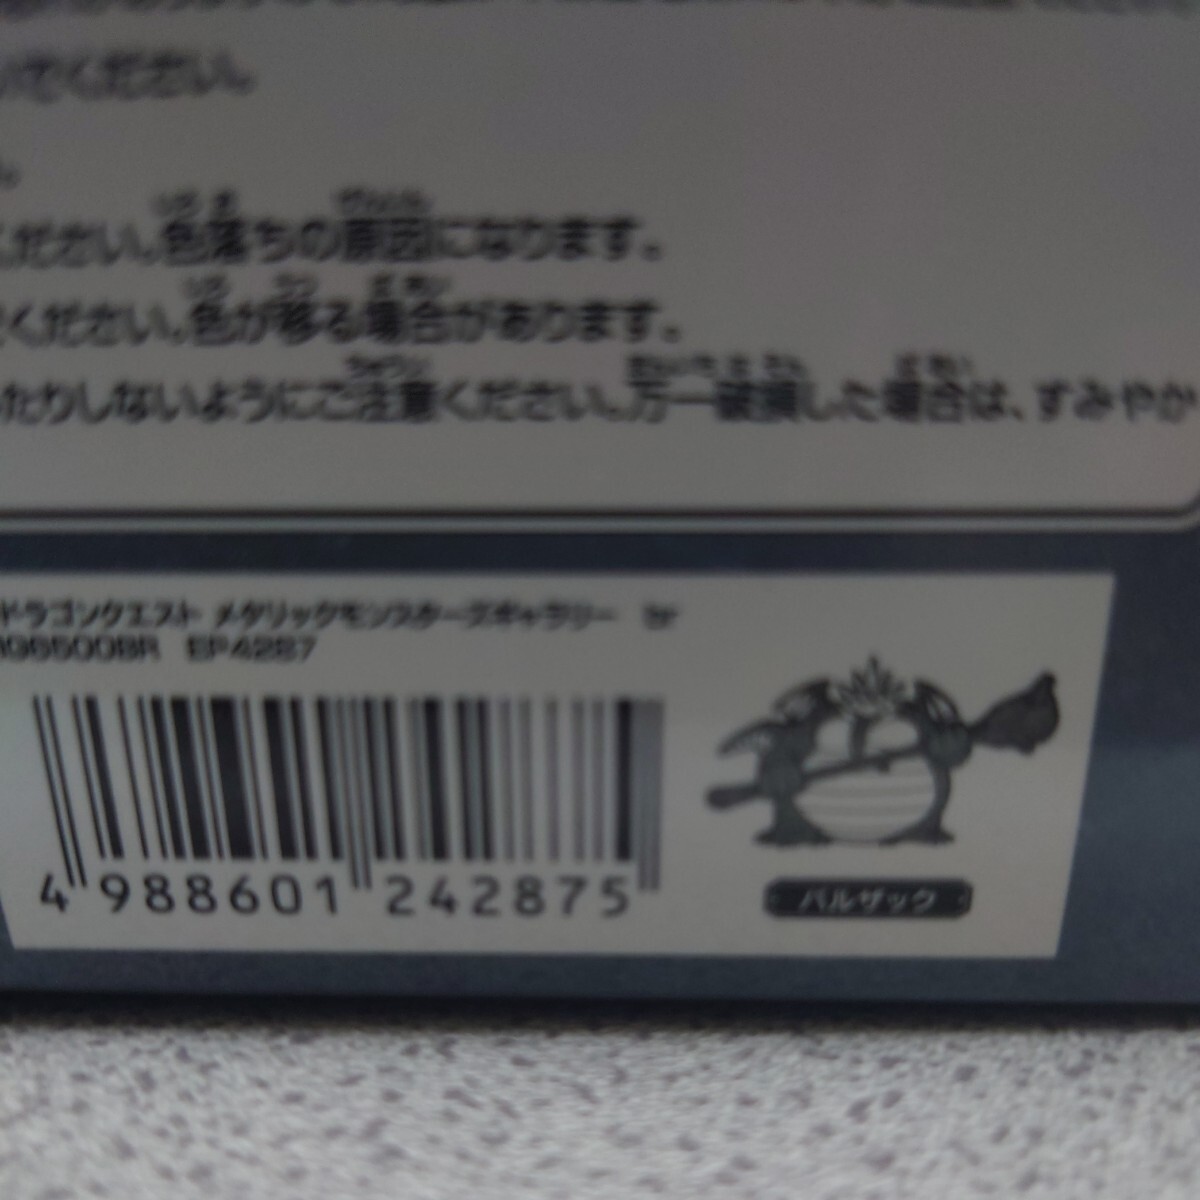 いでください。
ください。色落ちの原因になります。
ください。色が移る場合があります。
たりしないようにご注意ください。万一破損した場合は、すみやか
ドラゴンクエスト メタリックモンスターズギャラリー
EP4287
4 988601 242875
バルザック